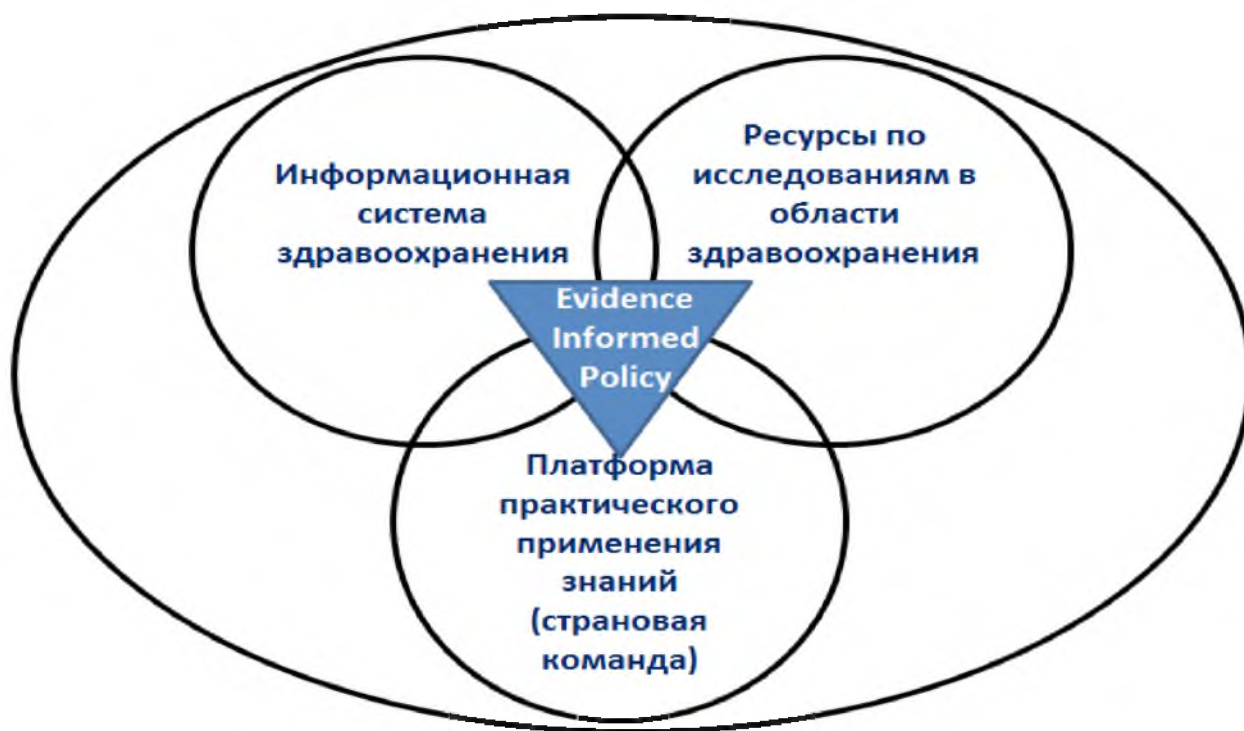 Информационная
система
здравоохранения
Ресурсы по
исследованиям в
области
здравоохранения
Evidence
Informed
Policy
Платформа
практического
применения
знаний
(страновая
команда)